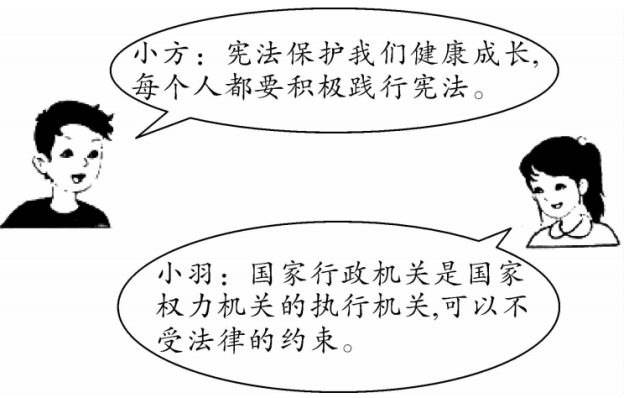 小方：宪法保护我们健康成长,
每个人都要积极践行宪法。
小羽：国家行政机关是国家
权力机关的执行机关,可以不
受法律的约束。